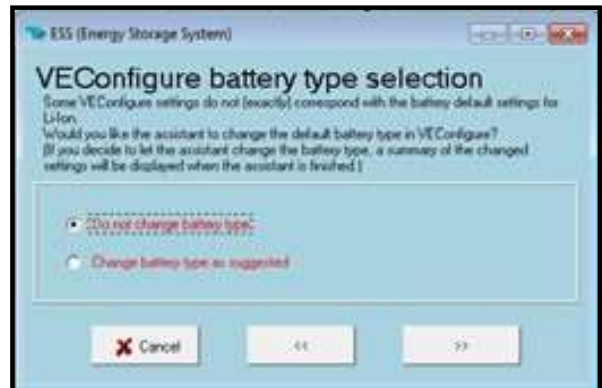 ESS (Energy Storage System)
VEConfigure battery type selection
Some VEConfigure settings do not (exactly) correspond with the battery default settings for
Li-Ion.
Would you like the assistant to change the default battery type in VEConfigure?
(If you decide to let the assistant change the battery type, a summary of the changed
settings will be displayed when the assistant is finished.)
Do not change battery type
Change battery type as suggested
Cancel
<<
>>